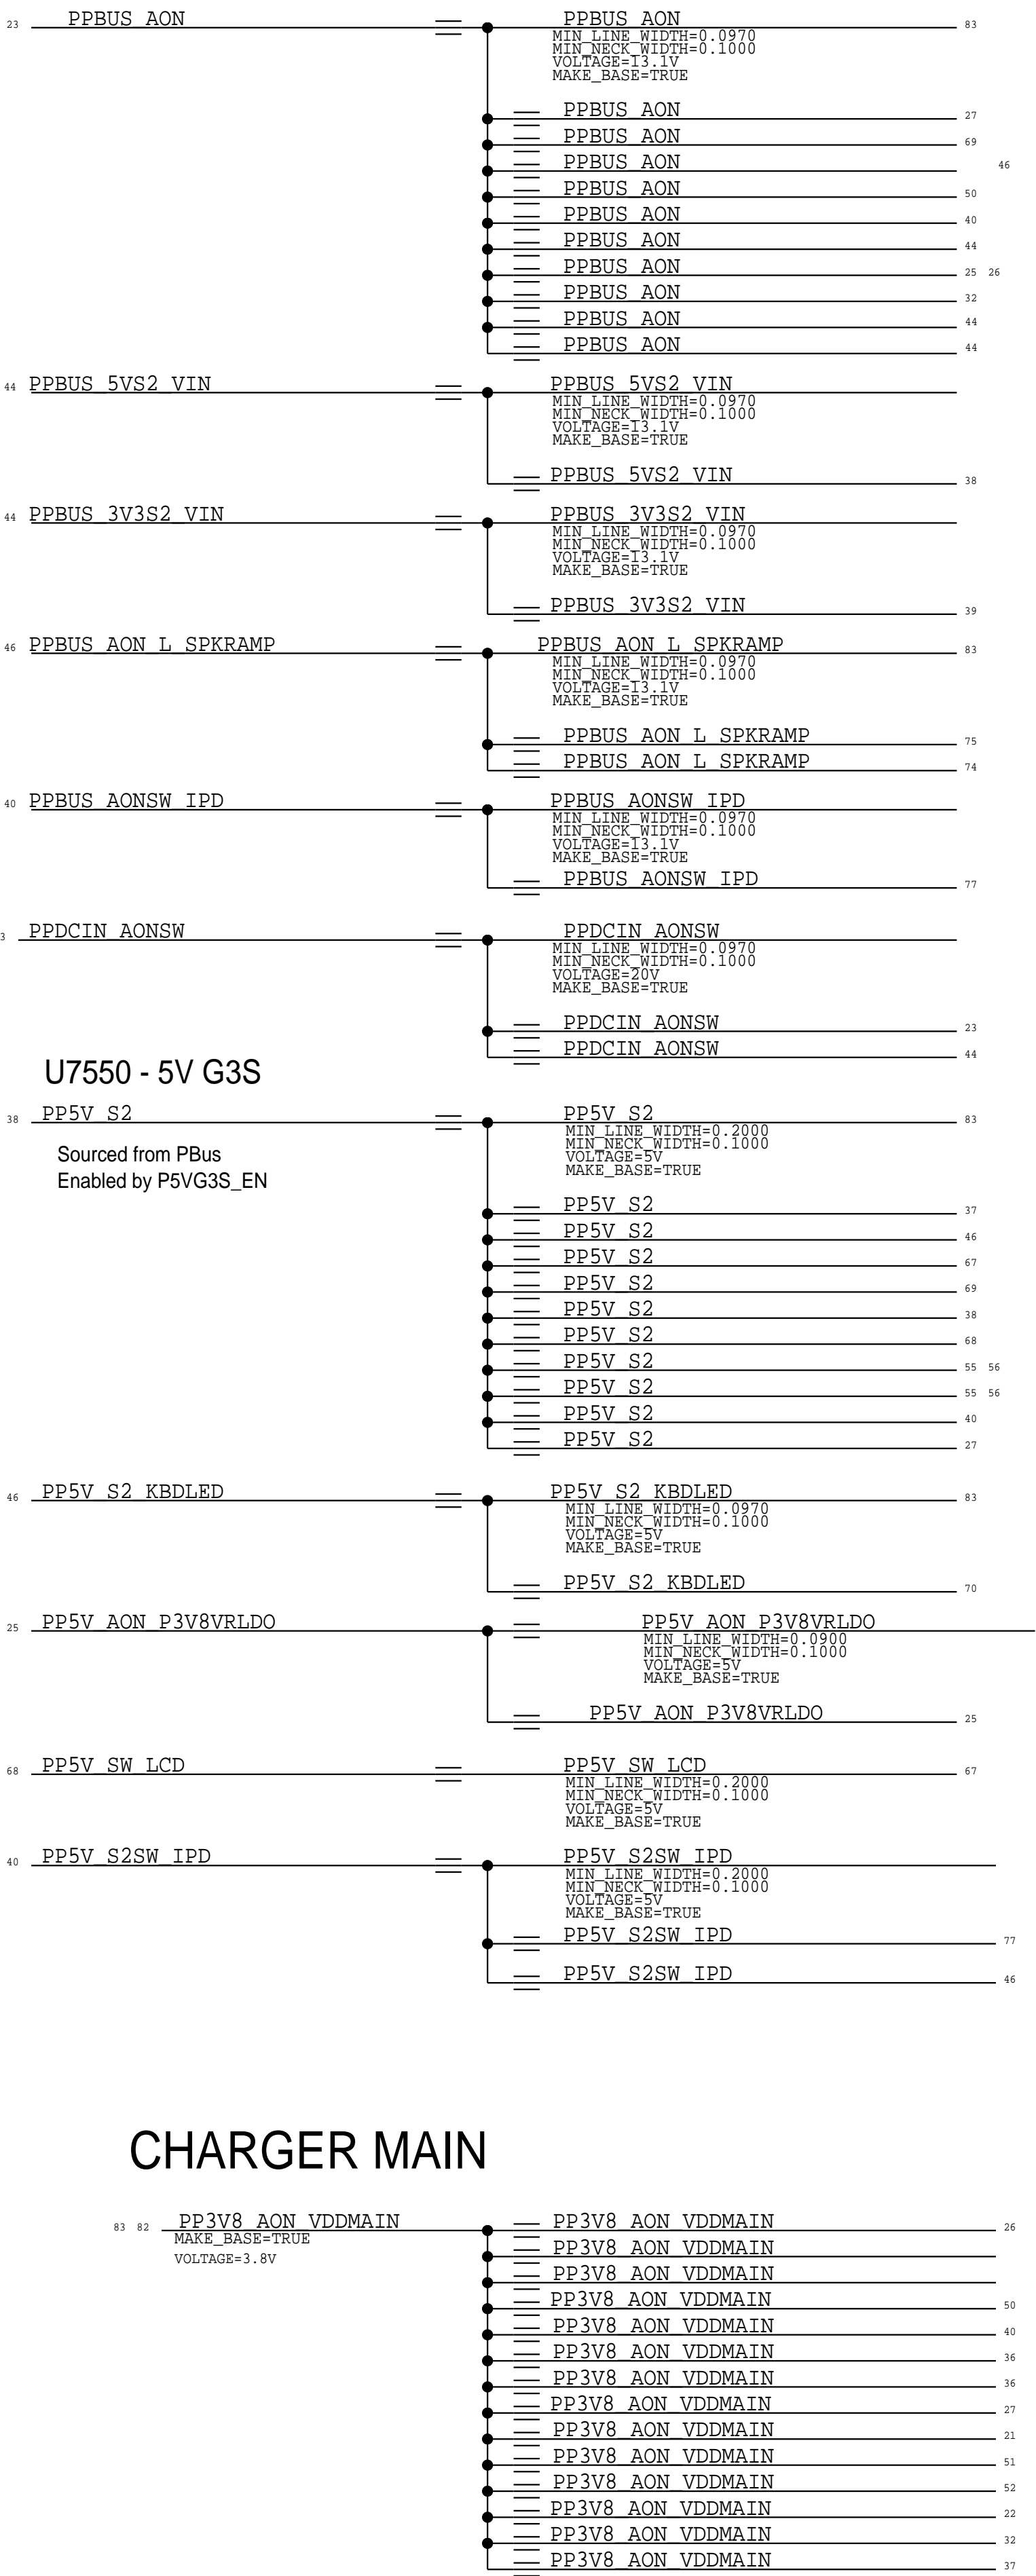 23 PPBUS_AON PPBUS_AON 83
MIN_LINE_WIDTH=0.0970
MIN_NECK_WIDTH=0.1000
VOLTAGE=13.1V
MAKE_BASE=TRUE
PPBUS_AON 27
PPBUS_AON 69
PPBUS_AON 46
PPBUS_AON 50
PPBUS_AON 40
PPBUS_AON 44
PPBUS_AON 25 26
PPBUS_AON 32
PPBUS_AON 44
PPBUS_AON 44
44 PPBUS_5VS2_VIN PPBUS_5VS2_VIN
MIN_LINE_WIDTH=0.0970
MIN_NECK_WIDTH=0.1000
VOLTAGE=13.1V
MAKE_BASE=TRUE
PPBUS_5VS2_VIN 38
44 PPBUS_3V3S2_VIN PPBUS_3V3S2_VIN
MIN_LINE_WIDTH=0.0970
MIN_NECK_WIDTH=0.1000
VOLTAGE=13.1V
MAKE_BASE=TRUE
PPBUS_3V3S2_VIN 39
46 PPBUS_AON_L_SPKRAMP PPBUS_AON_L_SPKRAMP 83
MIN_LINE_WIDTH=0.0970
MIN_NECK_WIDTH=0.1000
VOLTAGE=13.1V
MAKE_BASE=TRUE
PPBUS_AON_L_SPKRAMP 75
PPBUS_AON_L_SPKRAMP 74
40 PPBUS_AONSW_IPD PPBUS_AONSW_IPD
MIN_LINE_WIDTH=0.0970
MIN_NECK_WIDTH=0.1000
VOLTAGE=13.1V
MAKE_BASE=TRUE
PPBUS_AONSW_IPD 77
3 PPDCIN_AONSW PPDCIN_AONSW
MIN_LINE_WIDTH=0.0970
MIN_NECK_WIDTH=0.1000
VOLTAGE=20V
MAKE_BASE=TRUE
PPDCIN_AONSW 23
PPDCIN_AONSW 44
U7550 - 5V G3S
38 PP5V_S2 PP5V_S2 83
MIN_LINE_WIDTH=0.2000
MIN_NECK_WIDTH=0.1000
VOLTAGE=5V
MAKE_BASE=TRUE
Sourced from PBus
Enabled by P5VG3S_EN
PP5V_S2 37
PP5V_S2 46
PP5V_S2 67
PP5V_S2 69
PP5V_S2 38
PP5V_S2 68
PP5V_S2 55 56
PP5V_S2 55 56
PP5V_S2 40
PP5V_S2 27
46 PP5V_S2_KBDLED PP5V_S2_KBDLED 83
MIN_LINE_WIDTH=0.0970
MIN_NECK_WIDTH=0.1000
VOLTAGE=5V
MAKE_BASE=TRUE
PP5V_S2_KBDLED 70
25 PP5V_AON_P3V8VRLDO PP5V_AON_P3V8VRLDO
MIN_LINE_WIDTH=0.0900
MIN_NECK_WIDTH=0.1000
VOLTAGE=5V
MAKE_BASE=TRUE
PP5V_AON_P3V8VRLDO 25
68 PP5V_SW_LCD PP5V_SW_LCD 67
MIN_LINE_WIDTH=0.2000
MIN_NECK_WIDTH=0.1000
VOLTAGE=5V
MAKE_BASE=TRUE
40 PP5V_S2SW_IPD PP5V_S2SW_IPD
MIN_LINE_WIDTH=0.2000
MIN_NECK_WIDTH=0.1000
VOLTAGE=5V
MAKE_BASE=TRUE
PP5V_S2SW_IPD 77
PP5V_S2SW_IPD 46
CHARGER MAIN
83 82 PP3V8_AON_VDDMAIN PP3V8_AON_VDDMAIN 26
MAKE_BASE=TRUE
VOLTAGE=3.8V
PP3V8_AON_VDDMAIN
PP3V8_AON_VDDMAIN
PP3V8_AON_VDDMAIN 50
PP3V8_AON_VDDMAIN 40
PP3V8_AON_VDDMAIN 36
PP3V8_AON_VDDMAIN 36
PP3V8_AON_VDDMAIN 27
PP3V8_AON_VDDMAIN 21
PP3V8_AON_VDDMAIN 51
PP3V8_AON_VDDMAIN 52
PP3V8_AON_VDDMAIN 22
PP3V8_AON_VDDMAIN 32
PP3V8_AON_VDDMAIN 37